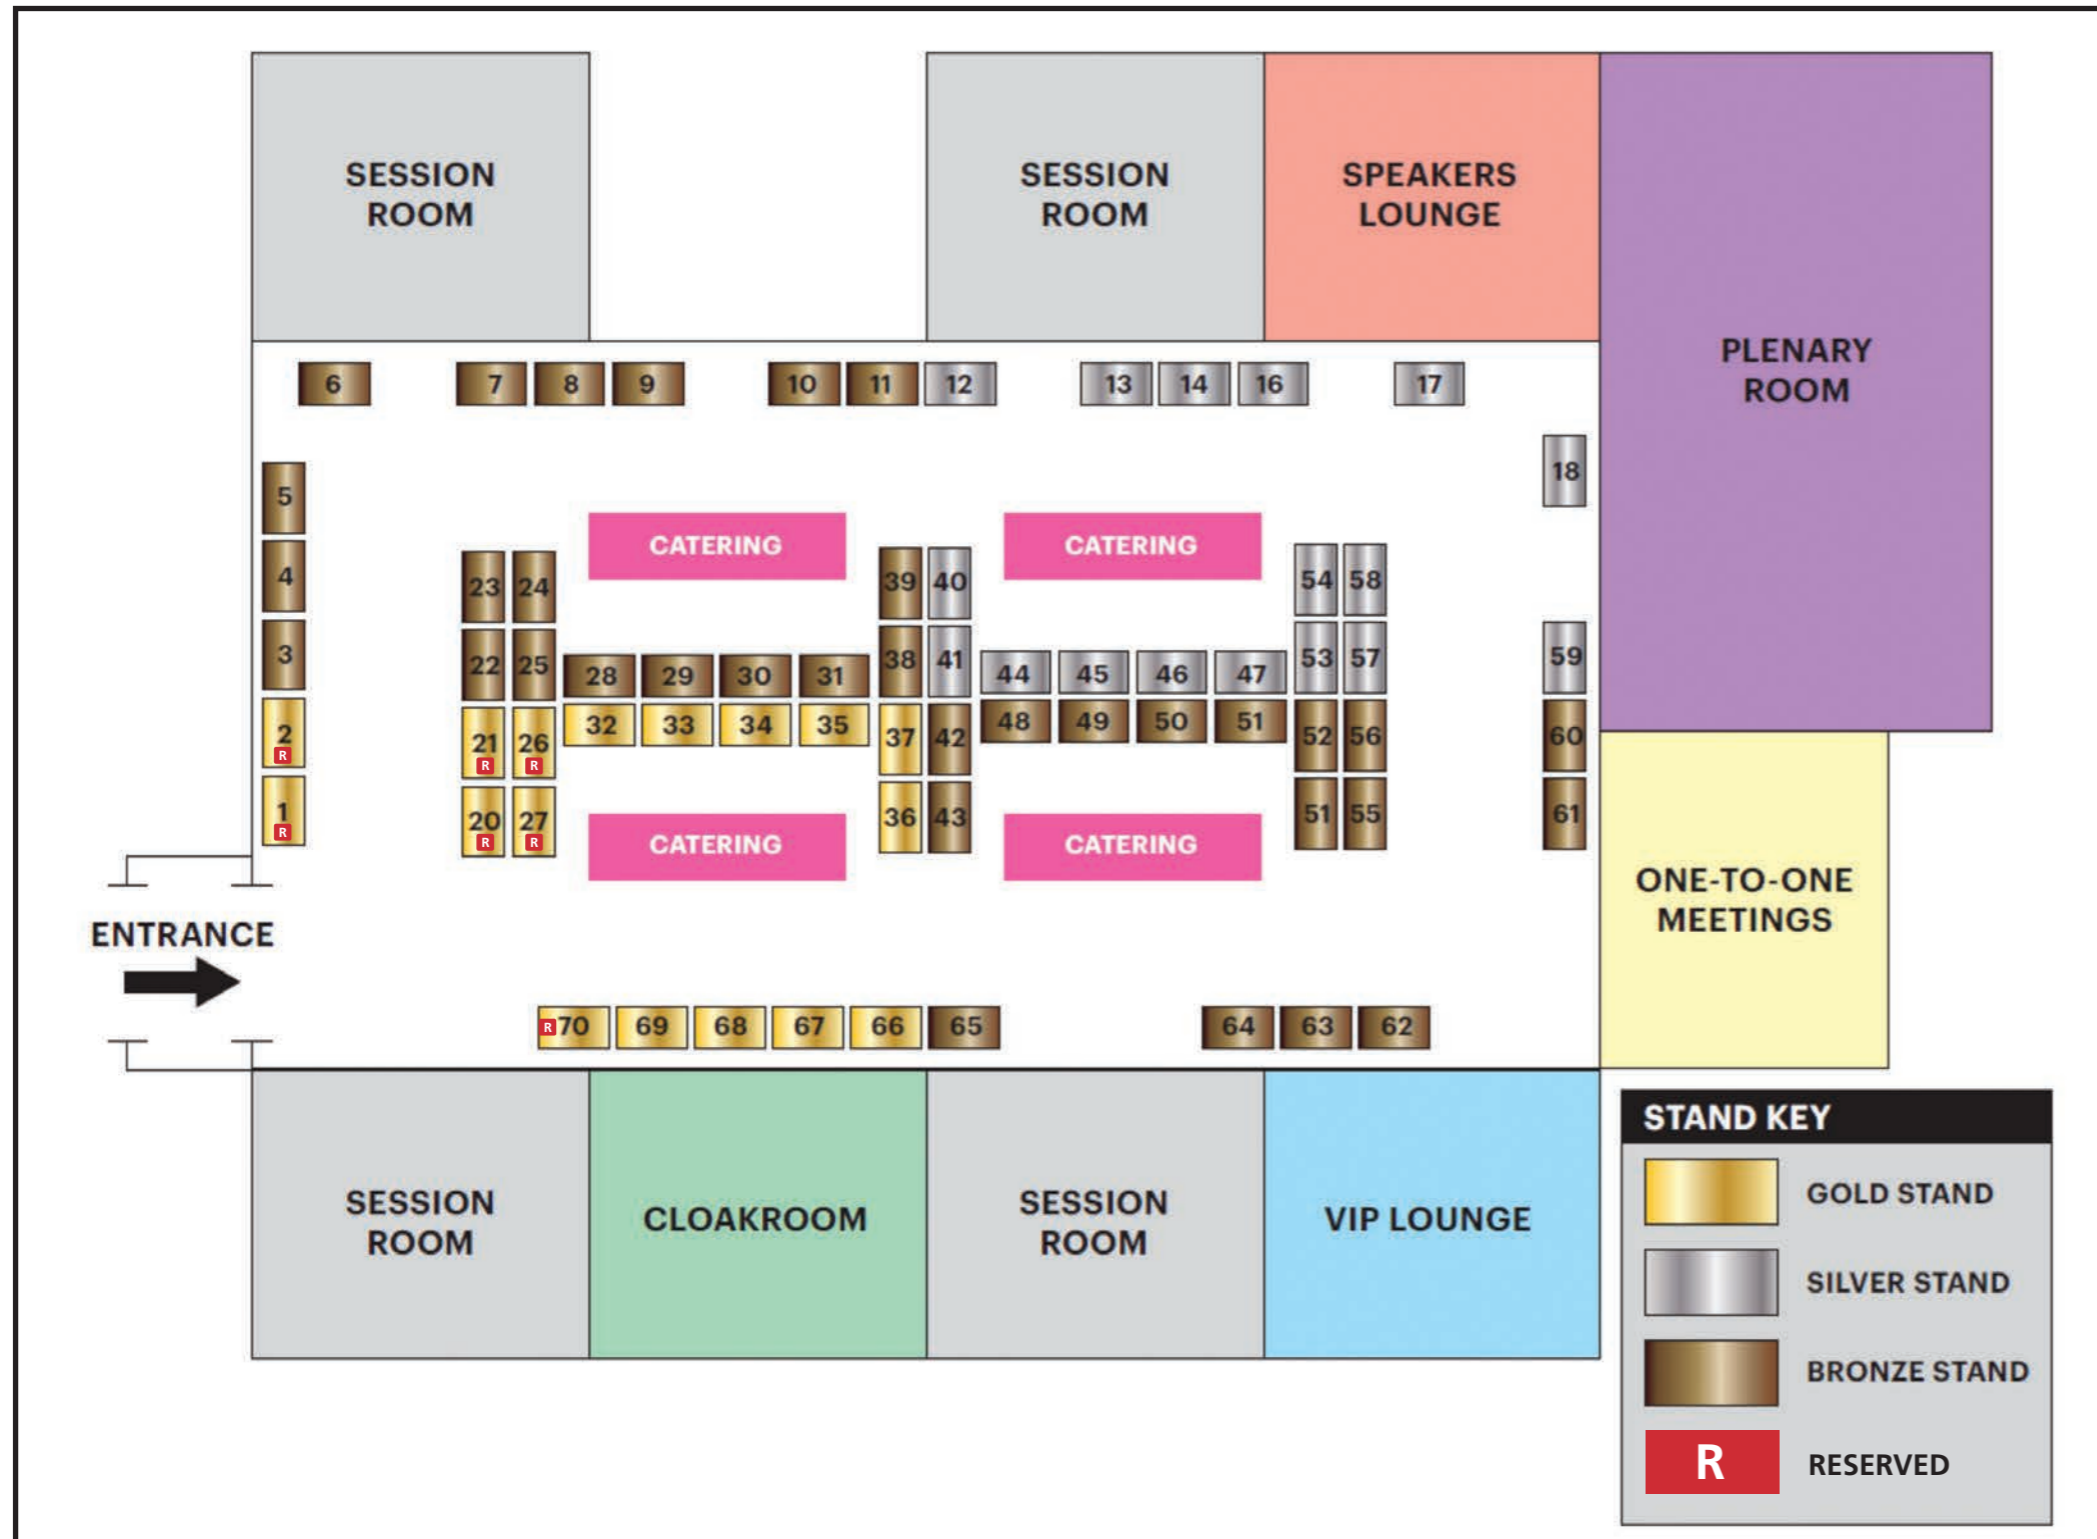 SESSION
ROOM
SESSION
ROOM
SPEAKERS
LOUNGE
PLENARY
ROOM
6 7 8 9 10 11 12 13 14 16 17
18
5
4
3
2
R
1
R
CATERING
CATERING
23 24
22 25
21 26
R R
20 27
R R
28 29 30 31
32 33 34 35
39 40
38 41
37 42
36 43
44 45 46 47
48 49 50 51
54 58
53 57
52 56
51 55
59
60
61
CATERING
CATERING
ONE-TO-ONE
MEETINGS
ENTRANCE
R 70 69 68 67 66 65 64 63 62
SESSION
ROOM
CLOAKROOM
SESSION
ROOM
VIP LOUNGE
STAND KEY
GOLD STAND
SILVER STAND
BRONZE STAND
R RESERVED